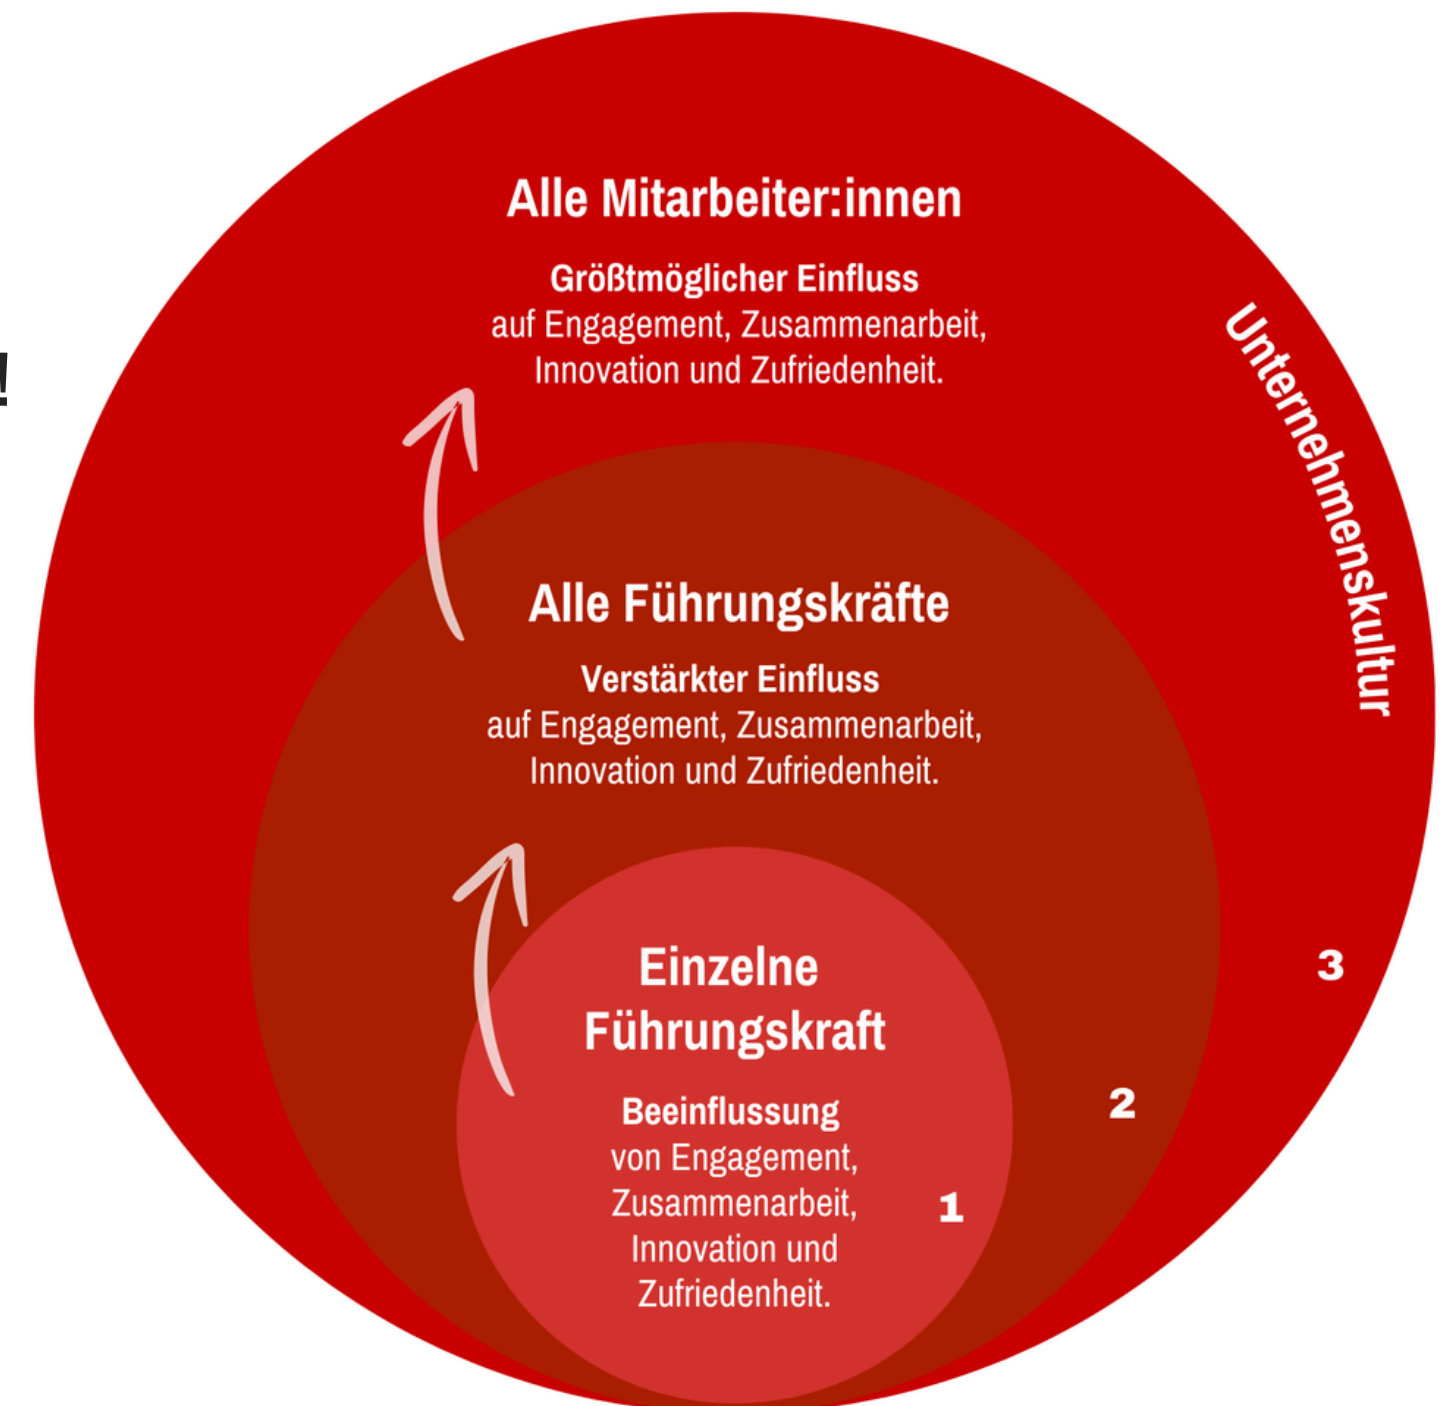 !
Alle Mitarbeiter:innen
Größtmöglicher Einfluss
auf Engagement, Zusammenarbeit,
Innovation und Zufriedenheit.
Unternehmenskultur
Alle Führungskräfte
Verstärkter Einfluss
auf Engagement, Zusammenarbeit,
Innovation und Zufriedenheit.
3
Einzelne
Führungskraft
2
Beeinflussung
von Engagement,
Zusammenarbeit,
1
Innovation und
Zufriedenheit.